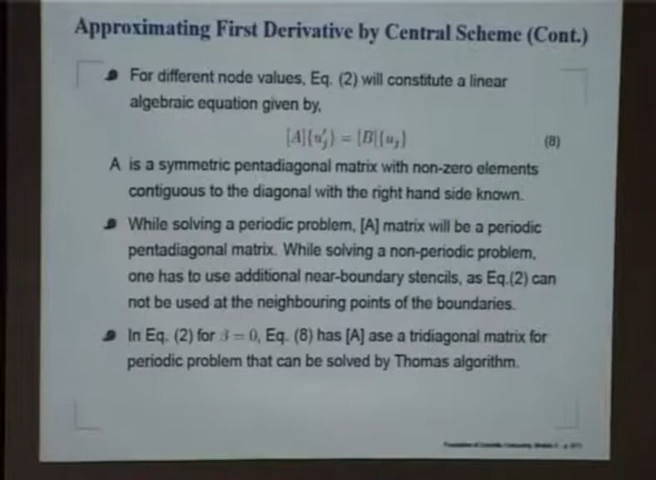 Approximating First Derivative by Central Scheme (Cont.)
For different node values, Eq. (2) will constitute a linear
algebraic equation given by,
[A]{u'_j} = [B]{u_j} (8)
A is a symmetric pentadiagonal matrix with non-zero elements
contiguous to the diagonal with the right hand side known.
While solving a periodic problem, [A] matrix will be a periodic
pentadiagonal matrix. While solving a non-periodic problem,
one has to use additional near-boundary stencils, as Eq.(2) can
not be used at the neighbouring points of the boundaries.
In Eq. (2) for β = 0, Eq. (8) has [A] ase a tridiagonal matrix for
periodic problem that can be solved by Thomas algorithm.